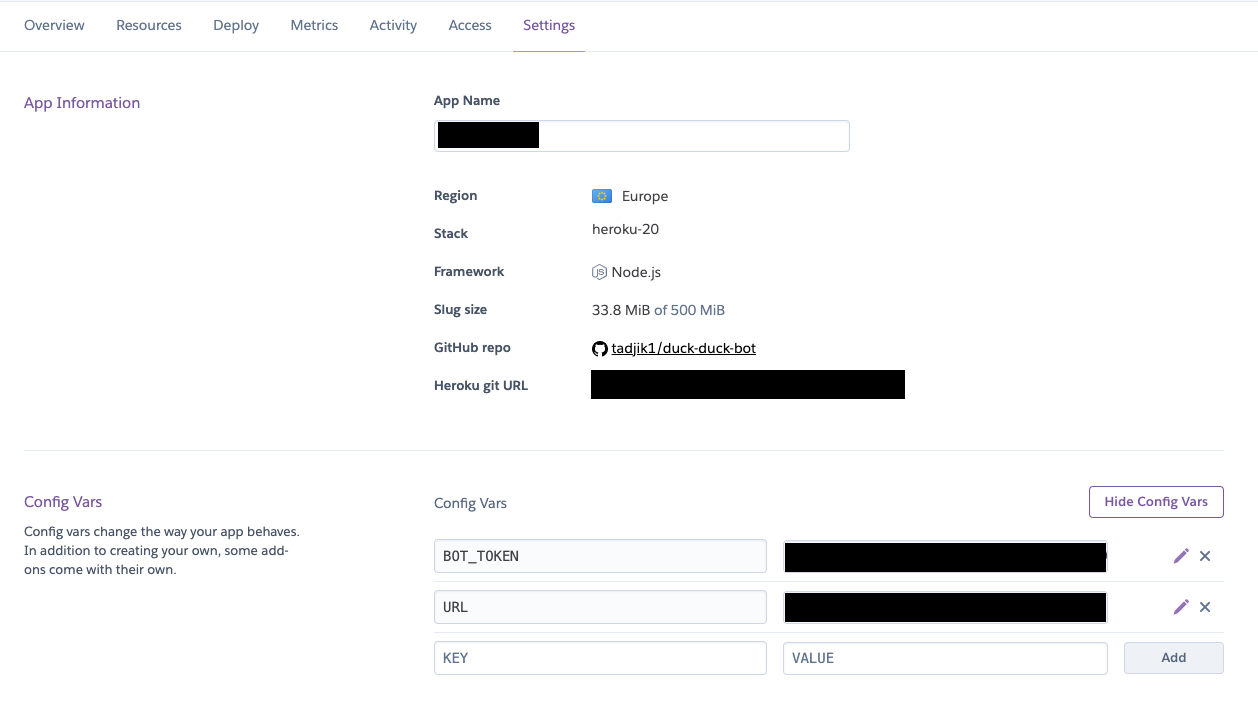 Overview Resources Deploy Metrics Activity Access Settings
App Information
App Name
Region Europe
Stack heroku-20
Framework Node.js
Slug size 33.8 MiB of 500 MiB
GitHub repo tadjik1/duck-duck-bot
Heroku git URL
Config Vars
Config vars change the way your app behaves.
In addition to creating your own, some add-
ons come with their own.
Config Vars Hide Config Vars
BOT_TOKEN
URL
KEY VALUE Add